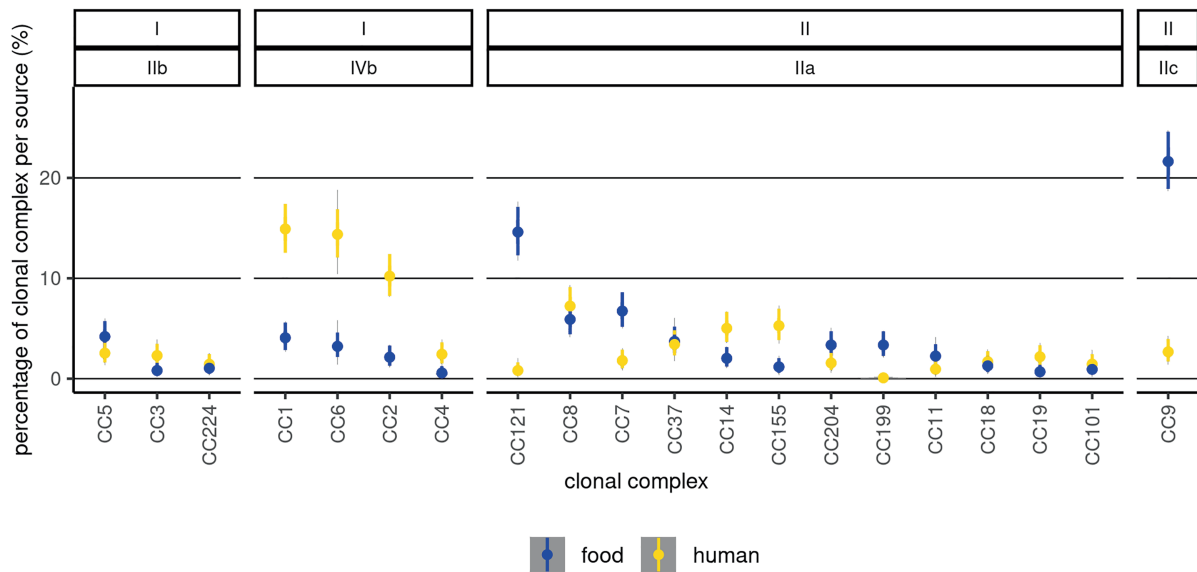 I I II II
IIb IVb IIa IIc
percentage of clonal complex per source (%)
20
10
0
CC5 CC3 CC224 CC1 CC6 CC2 CC4 CC121 CC8 CC7 CC37 CC14 CC155 CC204 CC199 CC11 CC18 CC19 CC101 CC9
clonal complex
food human